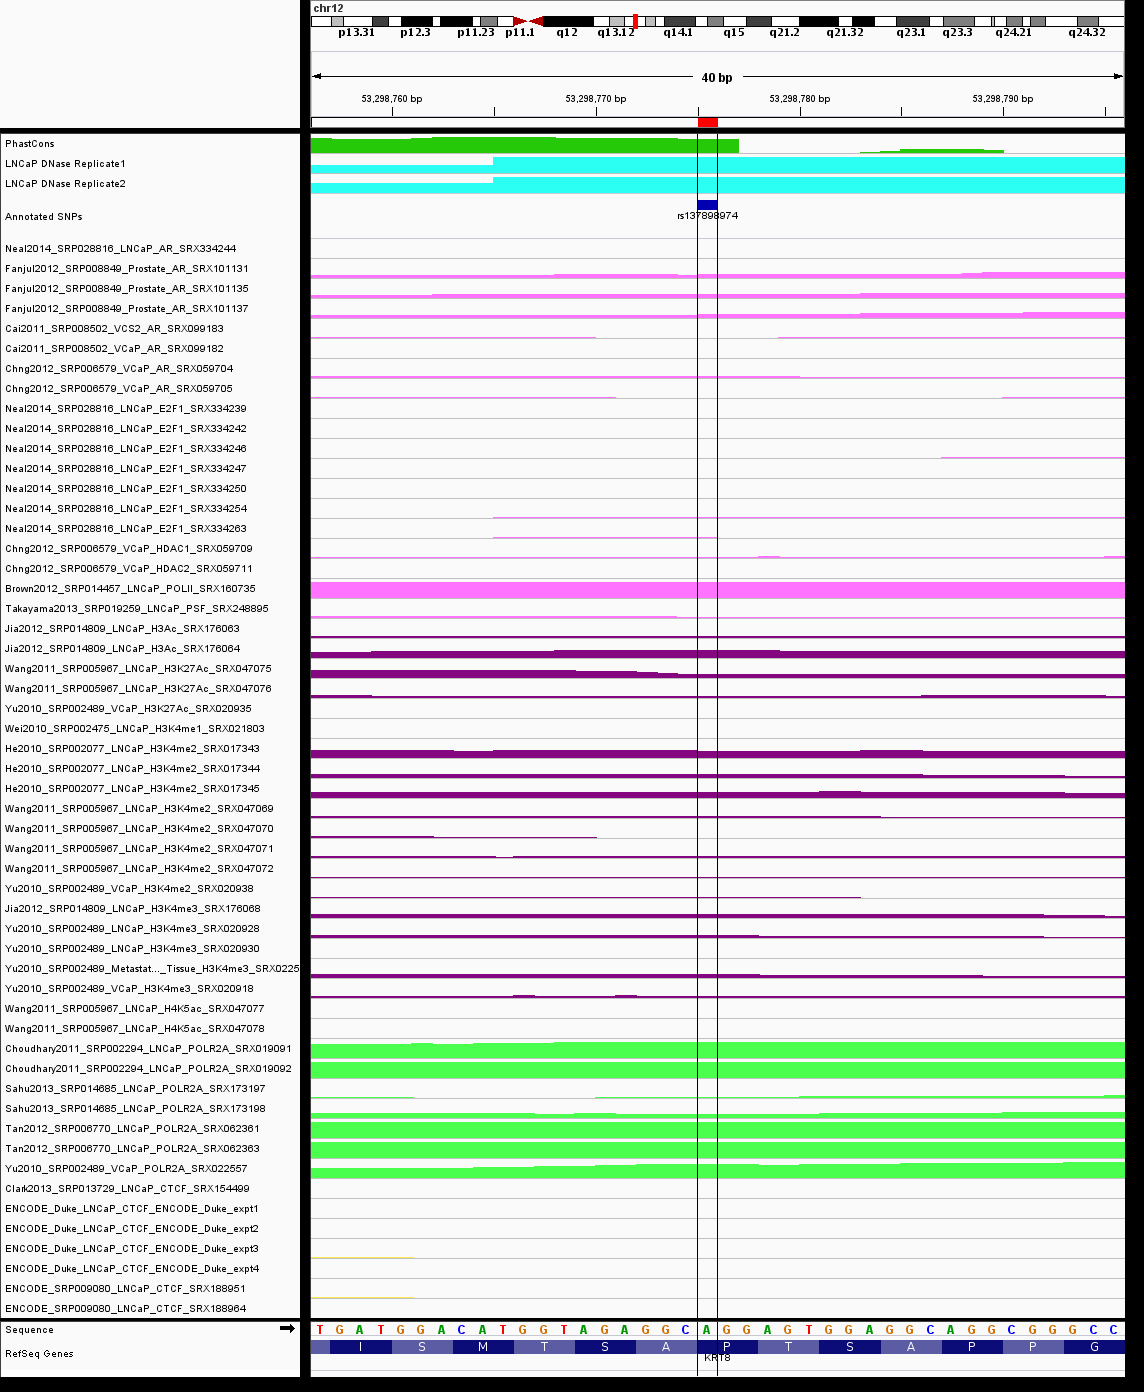 chr12
p13.31 p12.3 p11.23 p11.1 q12 q13.12 q14.1 q15 q21.2 q21.32 q23.1 q23.3 q24.21 q24.32
40 bp
53,298,760 bp 53,298,770 bp 53,298,780 bp 53,298,790 bp
PhastCons
LNCaP DNase Replicate1
LNCaP DNase Replicate2
Annotated SNPs rs137898974
Neal2014_SRP028816_LNCaP_AR_SRX334244
Fanjul2012_SRP008849_Prostate_AR_SRX101131
Fanjul2012_SRP008849_Prostate_AR_SRX101135
Fanjul2012_SRP008849_Prostate_AR_SRX101137
Cai2011_SRP008502_VCS2_AR_SRX099183
Cai2011_SRP008502_VCaP_AR_SRX099182
Chng2012_SRP006579_VCaP_AR_SRX059704
Chng2012_SRP006579_VCaP_AR_SRX059705
Neal2014_SRP028816_LNCaP_E2F1_SRX334239
Neal2014_SRP028816_LNCaP_E2F1_SRX334242
Neal2014_SRP028816_LNCaP_E2F1_SRX334246
Neal2014_SRP028816_LNCaP_E2F1_SRX334247
Neal2014_SRP028816_LNCaP_E2F1_SRX334250
Neal2014_SRP028816_LNCaP_E2F1_SRX334254
Neal2014_SRP028816_LNCaP_E2F1_SRX334263
Chng2012_SRP006579_VCaP_HDAC1_SRX059709
Chng2012_SRP006579_VCaP_HDAC2_SRX059711
Brown2012_SRP014457_LNCaP_POLII_SRX160735
Takayama2013_SRP019259_LNCaP_PSF_SRX248895
Jia2012_SRP014809_LNCaP_H3Ac_SRX176063
Jia2012_SRP014809_LNCaP_H3Ac_SRX176064
Wang2011_SRP005967_LNCaP_H3K27Ac_SRX047075
Wang2011_SRP005967_LNCaP_H3K27Ac_SRX047076
Yu2010_SRP002489_VCaP_H3K27Ac_SRX020935
Wei2010_SRP002475_LNCaP_H3K4me1_SRX021803
He2010_SRP002077_LNCaP_H3K4me2_SRX017343
He2010_SRP002077_LNCaP_H3K4me2_SRX017344
He2010_SRP002077_LNCaP_H3K4me2_SRX017345
Wang2011_SRP005967_LNCaP_H3K4me2_SRX047069
Wang2011_SRP005967_LNCaP_H3K4me2_SRX047070
Wang2011_SRP005967_LNCaP_H3K4me2_SRX047071
Wang2011_SRP005967_LNCaP_H3K4me2_SRX047072
Yu2010_SRP002489_VCaP_H3K4me2_SRX020938
Jia2012_SRP014809_LNCaP_H3K4me3_SRX176068
Yu2010_SRP002489_LNCaP_H3K4me3_SRX020928
Yu2010_SRP002489_LNCaP_H3K4me3_SRX020930
Yu2010_SRP002489_Metastat..._Tissue_H3K4me3_SRX0225
Yu2010_SRP002489_VCaP_H3K4me3_SRX020918
Wang2011_SRP005967_LNCaP_H4K5ac_SRX047077
Wang2011_SRP005967_LNCaP_H4K5ac_SRX047078
Choudhary2011_SRP002294_LNCaP_POLR2A_SRX019091
Choudhary2011_SRP002294_LNCaP_POLR2A_SRX019092
Sahu2013_SRP014685_LNCaP_POLR2A_SRX173197
Sahu2013_SRP014685_LNCaP_POLR2A_SRX173198
Tan2012_SRP006770_LNCaP_POLR2A_SRX062361
Tan2012_SRP006770_LNCaP_POLR2A_SRX062363
Yu2010_SRP002489_VCaP_POLR2A_SRX022557
Clark2013_SRP013729_LNCaP_CTCF_SRX154499
ENCODE_Duke_LNCaP_CTCF_ENCODE_Duke_expt1
ENCODE_Duke_LNCaP_CTCF_ENCODE_Duke_expt2
ENCODE_Duke_LNCaP_CTCF_ENCODE_Duke_expt3
ENCODE_Duke_LNCaP_CTCF_ENCODE_Duke_expt4
ENCODE_SRP009080_LNCaP_CTCF_SRX188951
ENCODE_SRP009080_LNCaP_CTCF_SRX188964
Sequence T G A T G G A C A T G G T A G A G G C A G G A G T G G A G G C A G G C G G G C C
RefSeq Genes I S M T S A P T S A P P G
KRT8